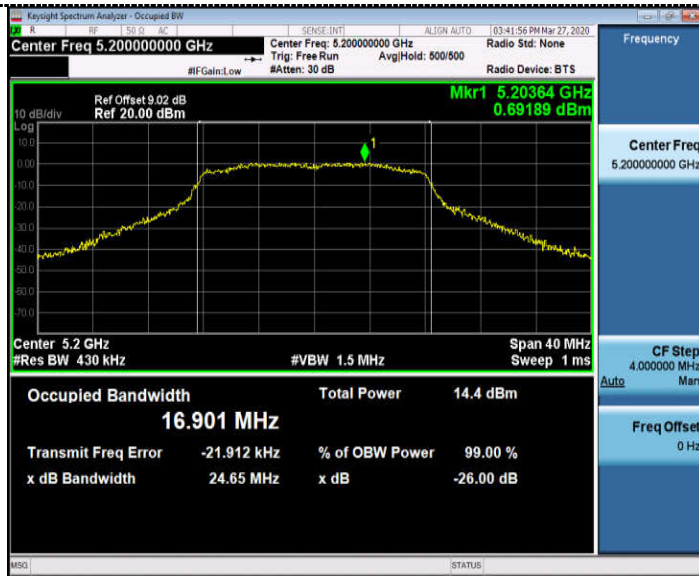 Keysight Spectrum Analyzer - Occupied BW
R RF 50 Ω AC SENSE:INT ALIGN AUTO 03:41:56 PM Mar 27, 2020
Center Freq 5.200000000 GHz
Center Freq: 5.200000000 GHz
Radio Std: None
Trig: Free Run Avg|Hold: 500/500
#IFGain:Low
#Atten: 30 dB
Radio Device: BTS
Frequency
Mkr1 5.20364 GHz
0.69189 dBm
Ref Offset 9.02 dB
10 dB/div Ref 20.00 dBm
Log
10.0
0.00
-10.0
-20.0
-30.0
-40.0
-50.0
-60.0
-70.0
1
Center Freq
5.200000000 GHz
Center 5.2 GHz Span 40 MHz
#Res BW 430 kHz #VBW 1.5 MHz Sweep 1 ms
CF Step
4.000000 MHz
Auto Man
Occupied Bandwidth Total Power 14.4 dBm
16.901 MHz
Transmit Freq Error -21.912 kHz % of OBW Power 99.00 %
x dB Bandwidth 24.65 MHz x dB -26.00 dB
Freq Offset
0 Hz
MSG STATUS